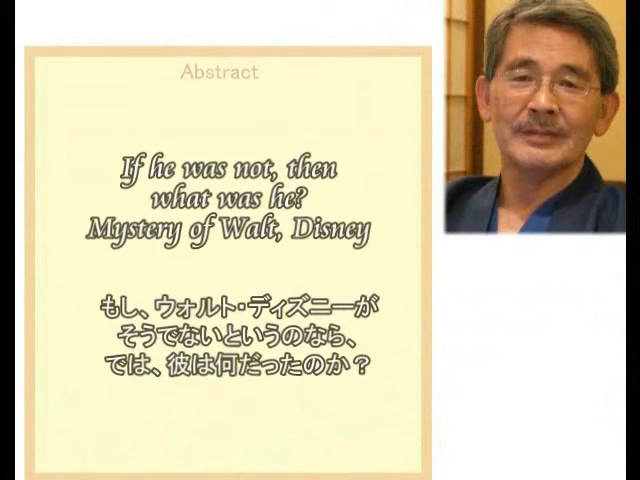 Abstract
If he was not, then
what was he?
Mystery of Walt, Disney
もし、ウォルト・ディズニーが
そうでないというのなら、
では、彼は何だったのか？